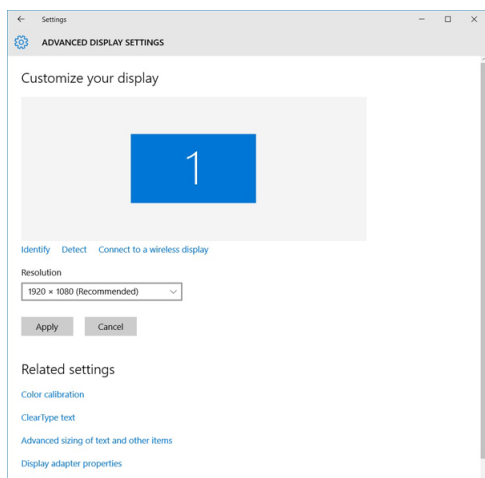 Settings
ADVANCED DISPLAY SETTINGS
Customize your display
1
Identify Detect Connect to a wireless display
Resolution
1920 × 1080 (Recommended)
Apply Cancel
Related settings
Color calibration
ClearType text
Advanced sizing of text and other items
Display adapter properties